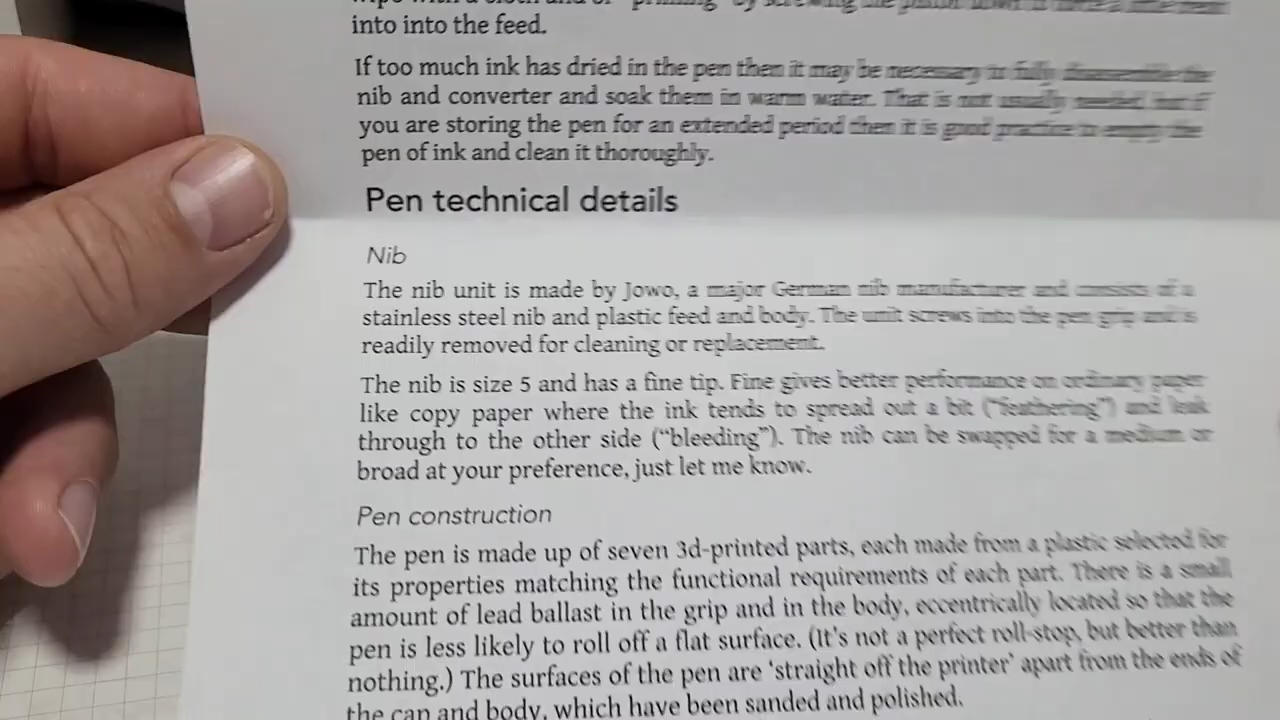 into into the feed.
If too much ink has dried in the pen then it may be necessary to fully disassemble the
nib and converter and soak them in warm water. That is not usually needed, but if
you are storing the pen for an extended period then it is good practice to empty the
pen of ink and clean it thoroughly.
Pen technical details
Nib
The nib unit is made by Jowo, a major German nib manufacturer and consists of a
stainless steel nib and plastic feed and body. The unit screws into the pen grip and is
readily removed for cleaning or replacement.
The nib is size 5 and has a fine tip. Fine gives better performance on ordinary paper
like copy paper where the ink tends to spread out a bit (“feathering”) and leak
through to the other side (“bleeding”). The nib can be swapped for a medium or
broad at your preference, just let me know.
Pen construction
The pen is made up of seven 3d-printed parts, each made from a plastic selected for
its properties matching the functional requirements of each part. There is a small
amount of lead ballast in the grip and in the body, eccentrically located so that the
pen is less likely to roll off a flat surface. (It's not a perfect roll-stop, but better than
nothing.) The surfaces of the pen are ‘straight off the printer’ apart from the ends of
the cap and body, which have been sanded and polished.